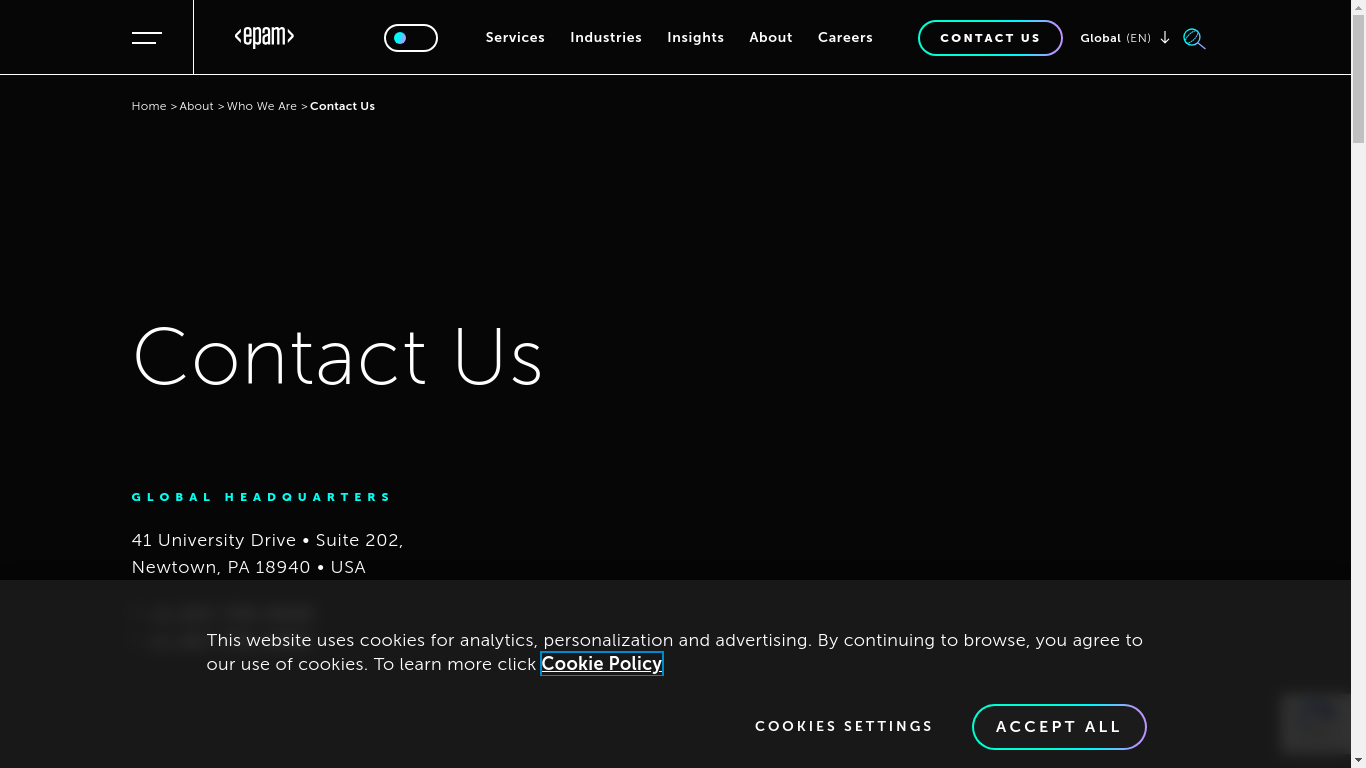 <epam>
Services Industries Insights About Careers
CONTACT US
Global (EN)
Home > About > Who We Are > Contact Us
Contact Us
GLOBAL HEADQUARTERS
41 University Drive • Suite 202,
Newtown, PA 18940 • USA
This website uses cookies for analytics, personalization and advertising. By continuing to browse, you agree to
our use of cookies. To learn more click Cookie Policy
COOKIES SETTINGS
ACCEPT ALL